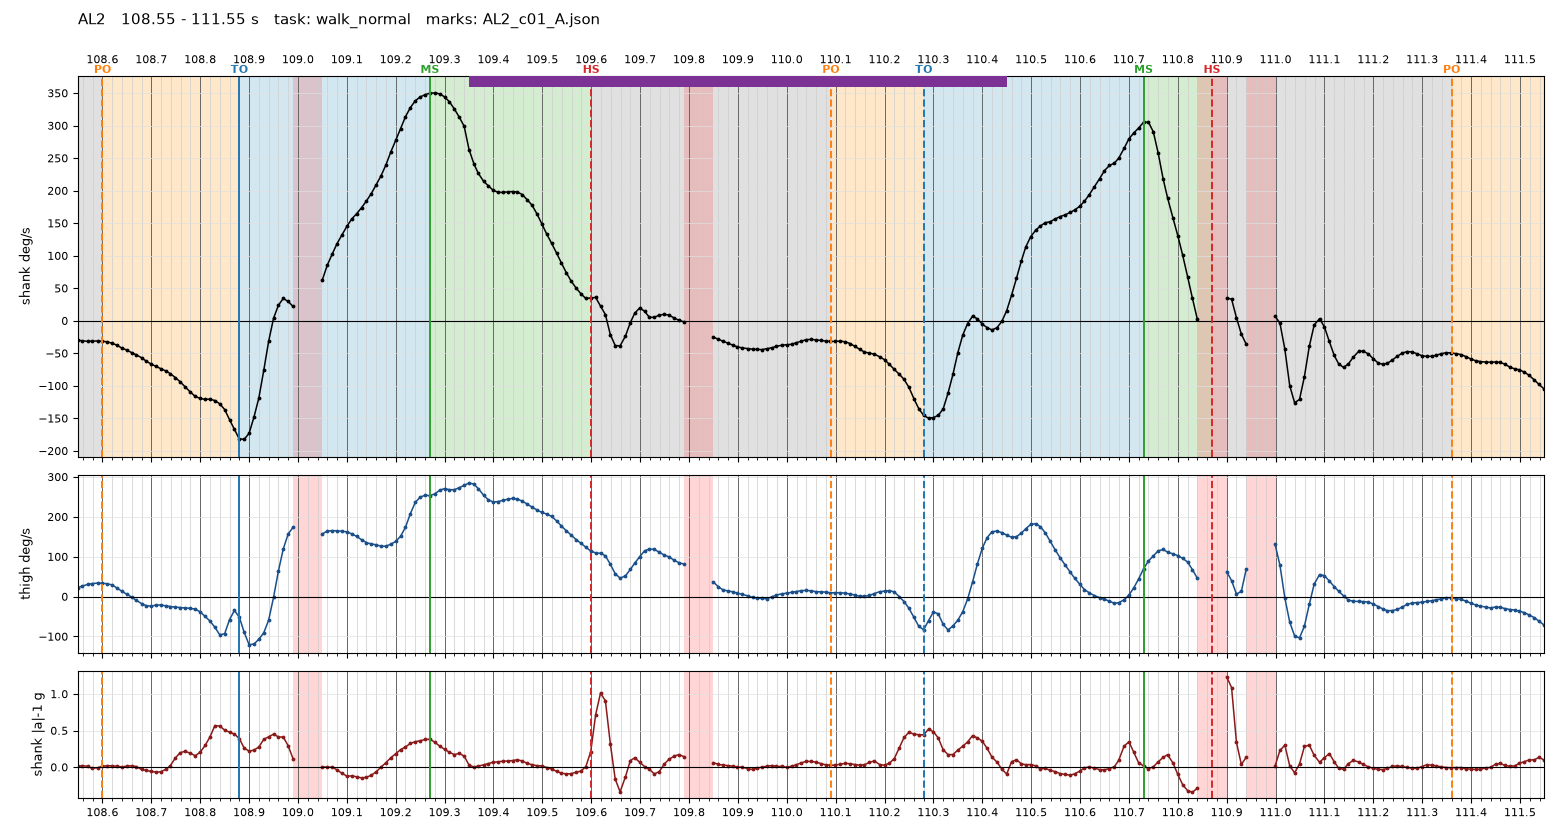 AL2   108.55 - 111.55 s   task: walk_normal   marks: AL2_c01_A.json
108.6 108.7 108.8 108.9 109.0 109.1 109.2 109.3 109.4 109.5 109.6 109.7 109.8 109.9 110.0 110.1 110.2 110.3 110.4 110.5 110.6 110.7 110.8 110.9 111.0 111.1 111.2 111.3 111.4 111.5
PO TO MS HS PO TO MS HS PO
shank deg/s
350
300
250
200
150
100
50
0
−50
−100
−150
−200
thigh deg/s
300
200
100
0
−100
shank |a|-1 g
1.0
0.5
0.0
108.6 108.7 108.8 108.9 109.0 109.1 109.2 109.3 109.4 109.5 109.6 109.7 109.8 109.9 110.0 110.1 110.2 110.3 110.4 110.5 110.6 110.7 110.8 110.9 111.0 111.1 111.2 111.3 111.4 111.5